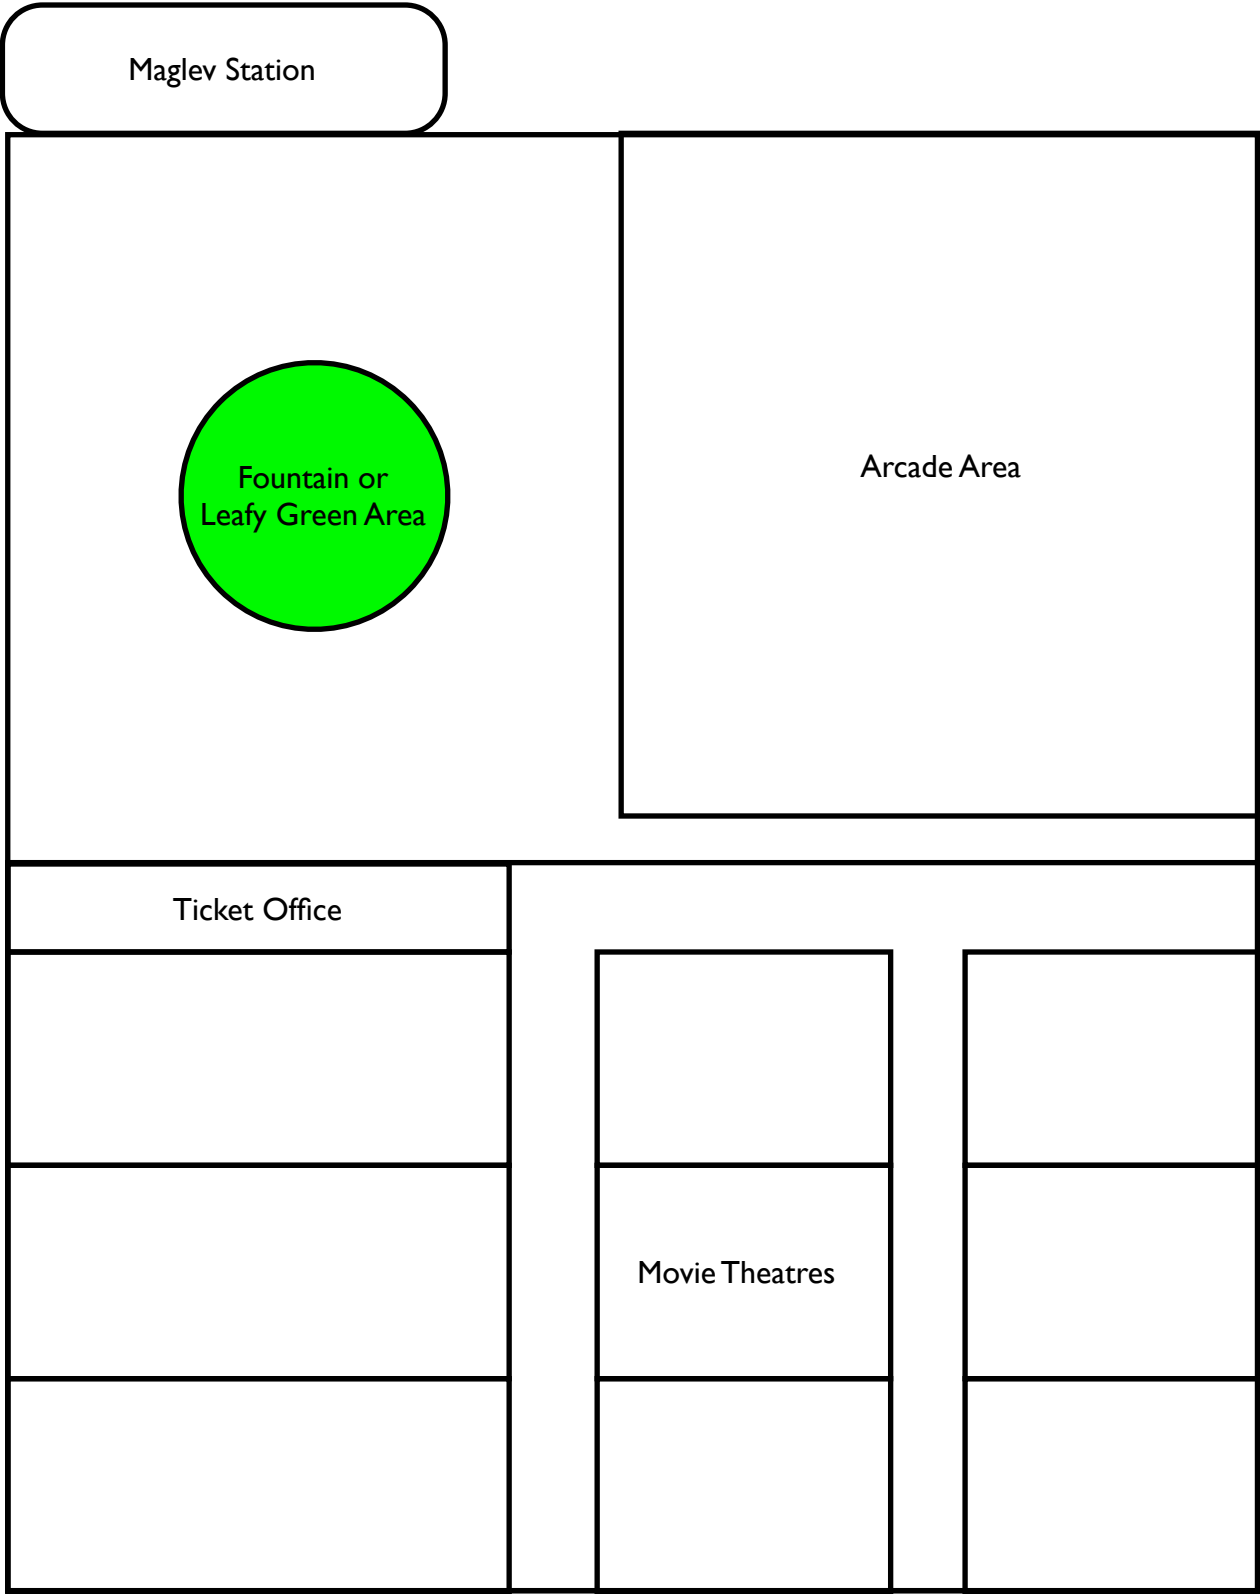 Maglev Station
Fountain or
Leafy Green Area
Arcade Area
Ticket Office
Movie Theatres